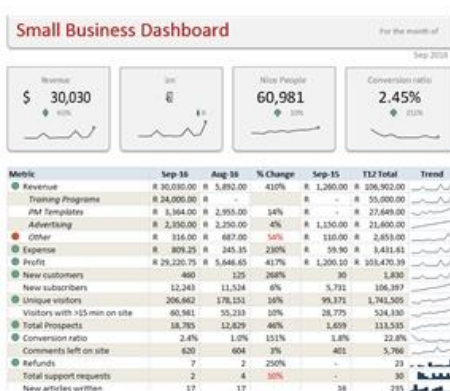 Small Business Dashboard
For the month of
Sep 2016
Revenue Nice People Conversion ratio
$ 30,030 60,981 2.45%
410% 10% 151%
Metric Sep-16 Aug-16 % Change Sep-15 T12 Total Trend
Revenue R 30,030.00 R 5,892.00 410% R 1,260.00 R 106,902.00
Training Programs R 24,000.00 R - R - R 55,000.00
PM Templates R 3,364.00 R 2,955.00 14% R - R 27,649.00
Advertising R 2,350.00 R 2,250.00 4% R 1,150.00 R 21,600.00
Other R 316.00 R 687.00 54% R 110.00 R 2,653.00
Expense R 809.25 R 245.35 230% R 59.90 R 3,431.61
Profit R 29,220.75 R 5,646.65 417% R 1,200.10 R 103,470.39
New customers 460 125 268% 30 1,830
New subscribers 12,243 11,524 6% 5,731 106,397
Unique visitors 206,662 178,151 16% 99,371 1,741,505
Visitors with >15 min on site 60,981 55,233 10% 28,775 524,330
Total Prospects 18,785 12,829 46% 1,659 113,535
Conversion ratio 2.4% 1.0% 151% 1.8% 22.8%
Comments left on site 620 604 3% 401 5,766
Refunds 7 2 250% - 23
Total support requests 2 4 50% - 30
New articles written 17 17 16 235